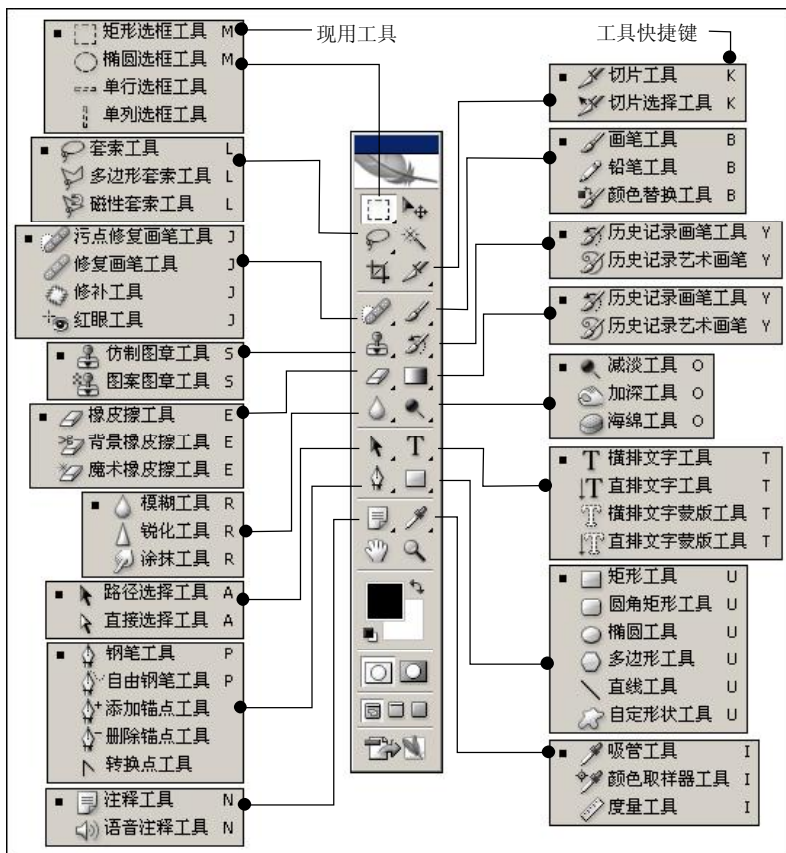 现用工具
工具快捷键
矩形选框工具 M
椭圆选框工具 M
单行选框工具
单列选框工具
套索工具 L
多边形套索工具 L
磁性套索工具 L
污点修复画笔工具 J
修复画笔工具 J
修补工具 J
红眼工具 J
仿制图章工具 S
图案图章工具 S
橡皮擦工具 E
背景橡皮擦工具 E
魔术橡皮擦工具 E
模糊工具 R
锐化工具 R
涂抹工具 R
路径选择工具 A
直接选择工具 A
钢笔工具 P
自由钢笔工具 P
添加锚点工具
删除锚点工具
转换点工具
注释工具 N
语音注释工具 N
切片工具 K
切片选择工具 K
画笔工具 B
铅笔工具 B
颜色替换工具 B
历史记录画笔工具 Y
历史记录艺术画笔 Y
历史记录画笔工具 Y
历史记录艺术画笔 Y
减淡工具 O
加深工具 O
海绵工具 O
横排文字工具 T
直排文字工具 T
横排文字蒙版工具 T
直排文字蒙版工具 T
矩形工具 U
圆角矩形工具 U
椭圆工具 U
多边形工具 U
直线工具 U
自定形状工具 U
吸管工具 I
颜色取样器工具 I
度量工具 I